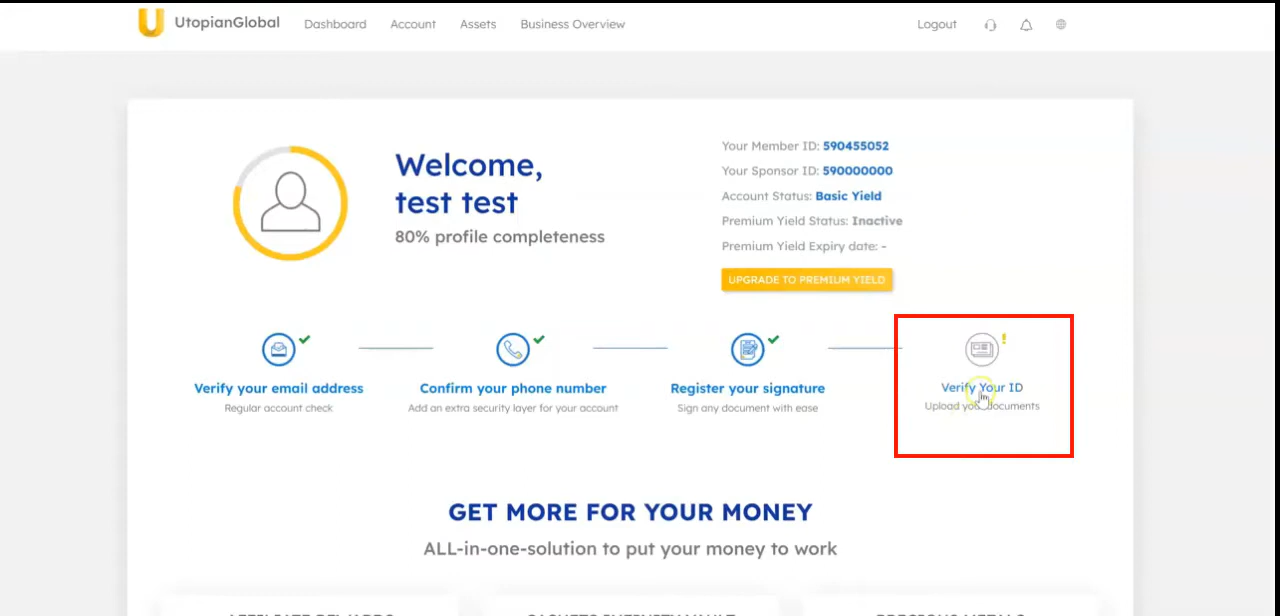 UtopianGlobal Dashboard Account Assets Business Overview Logout
Welcome,
test test
80% profile completeness
Your Member ID: 590455052
Your Sponsor ID: 590000000
Account Status: Basic Yield
Premium Yield Status: Inactive
Premium Yield Expiry date: -
UPGRADE TO PREMIUM YIELD
Verify your email address
Regular account check
Confirm your phone number
Add an extra security layer for your account
Register your signature
Sign any document with ease
Verify Your ID
Upload your documents
GET MORE FOR YOUR MONEY
ALL-in-one-solution to put your money to work